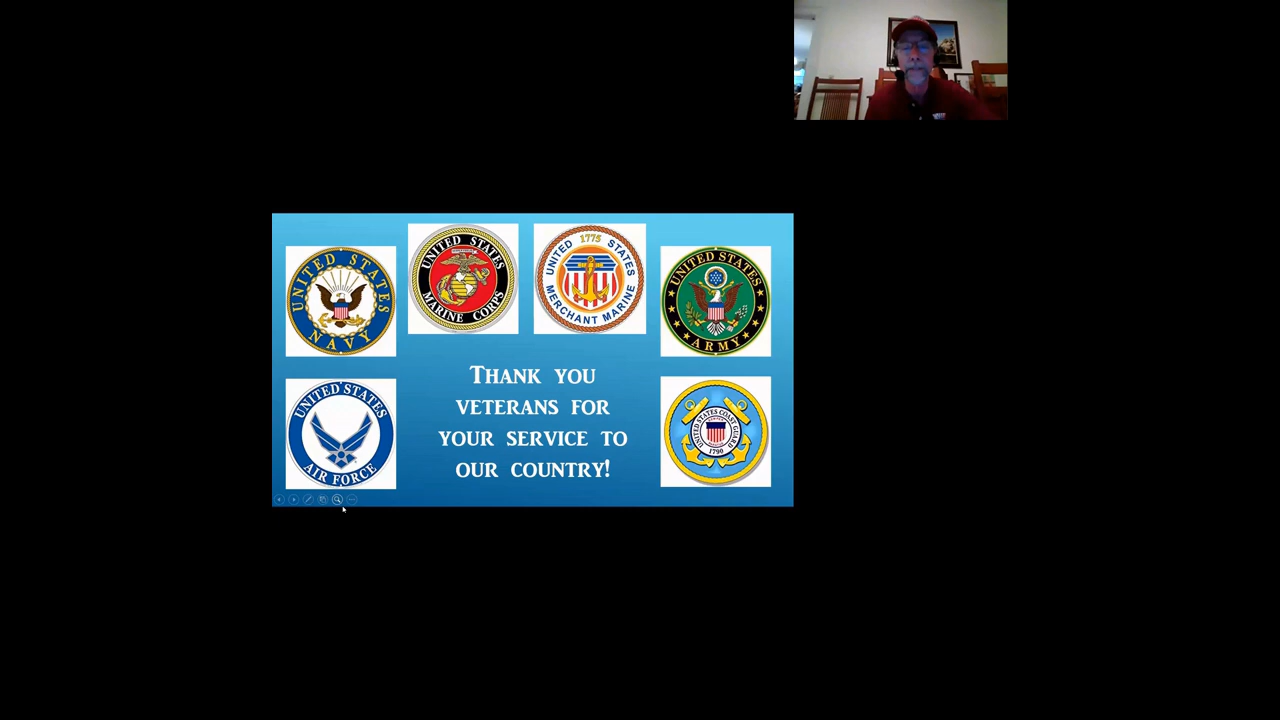 UNITED STATES
NAVY
UNITED STATES
MARINE CORPS
UNITED 1775 STATES
MERCHANT MARINE
UNITED STATES
ARMY
UNITED STATES
AIR FORCE
THANK YOU
VETERANS FOR
YOUR SERVICE TO
OUR COUNTRY!
UNITED STATES COAST GUARD
1790